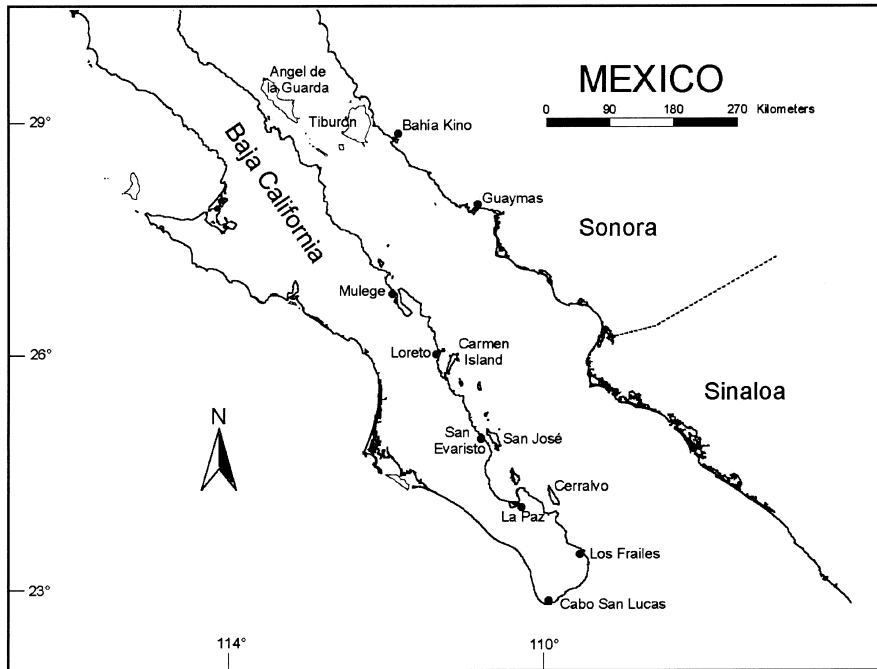 MEXICO
0 90 180 270 Kilometers
Angel de
la Guarda
Tiburón
29°
Bahía Kino
Baja California
Guaymas
Sonora
Mulege
26°
Loreto
Carmen
Island
Sinaloa
N
San
Evaristo
San José
Cerralvo
La Paz
Los Frailes
23°
Cabo San Lucas
114°
110°